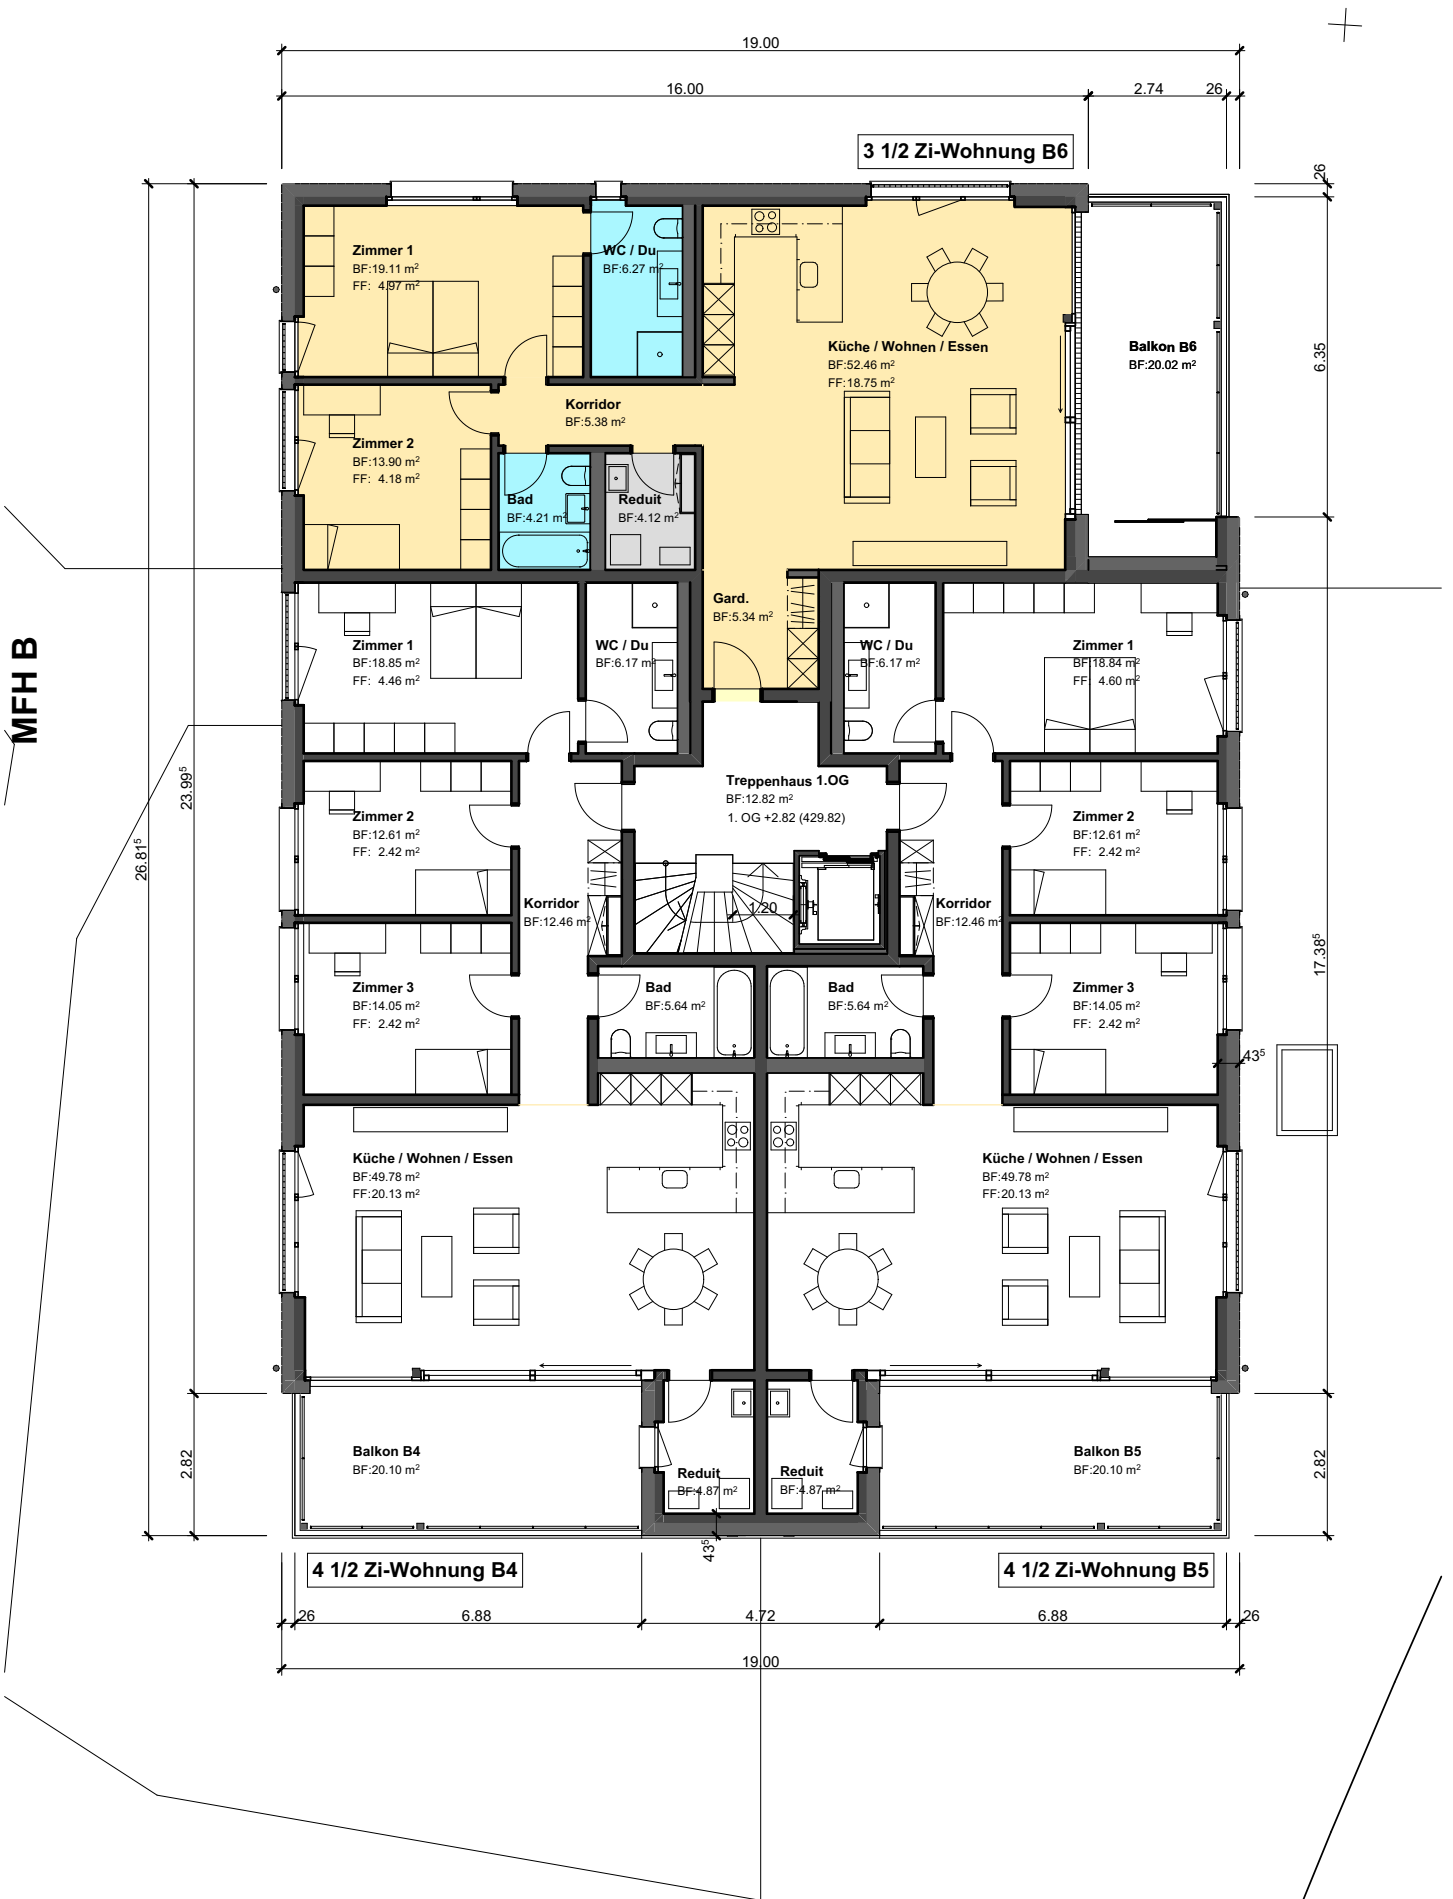 19.00
16.00
2.74
26
3 1/2 Zi-Wohnung B6
26
Zimmer 1
BF:19.11 m²
FF: 4.97 m²
WC / Du
BF:6.27 m²
Küche / Wohnen / Essen
BF:52.46 m²
FF:18.75 m²
Balkon B6
BF:20.02 m²
6.35
Korridor
BF:5.38 m²
Zimmer 2
BF:13.90 m²
FF: 4.18 m²
Bad
BF:4.21 m²
Reduit
BF:4.12 m²
Gard.
BF:5.34 m²
MFH B
Zimmer 1
BF:18.85 m²
FF: 4.46 m²
WC / Du
BF:6.17 m²
WC / Du
BF:6.17 m²
Zimmer 1
BF:18.84 m²
FF: 4.60 m²
23.99⁵
26.81⁵
Treppenhaus 1.OG
BF:12.82 m²
1. OG +2.82 (429.82)
Zimmer 2
BF:12.61 m²
FF: 2.42 m²
Zimmer 2
BF:12.61 m²
FF: 2.42 m²
Korridor
BF:12.46 m²
1.20
Korridor
BF:12.46 m²
17.38⁵
Zimmer 3
BF:14.05 m²
FF: 2.42 m²
Bad
BF:5.64 m²
Bad
BF:5.64 m²
Zimmer 3
BF:14.05 m²
FF: 2.42 m²
43⁵
Küche / Wohnen / Essen
BF:49.78 m²
FF:20.13 m²
Küche / Wohnen / Essen
BF:49.78 m²
FF:20.13 m²
2.82
Balkon B4
BF:20.10 m²
Reduit
BF:4.87 m²
Reduit
BF:4.87 m²
Balkon B5
BF:20.10 m²
2.82
43⁵
4 1/2 Zi-Wohnung B4
4 1/2 Zi-Wohnung B5
26
6.88
4.72
6.88
26
19.00